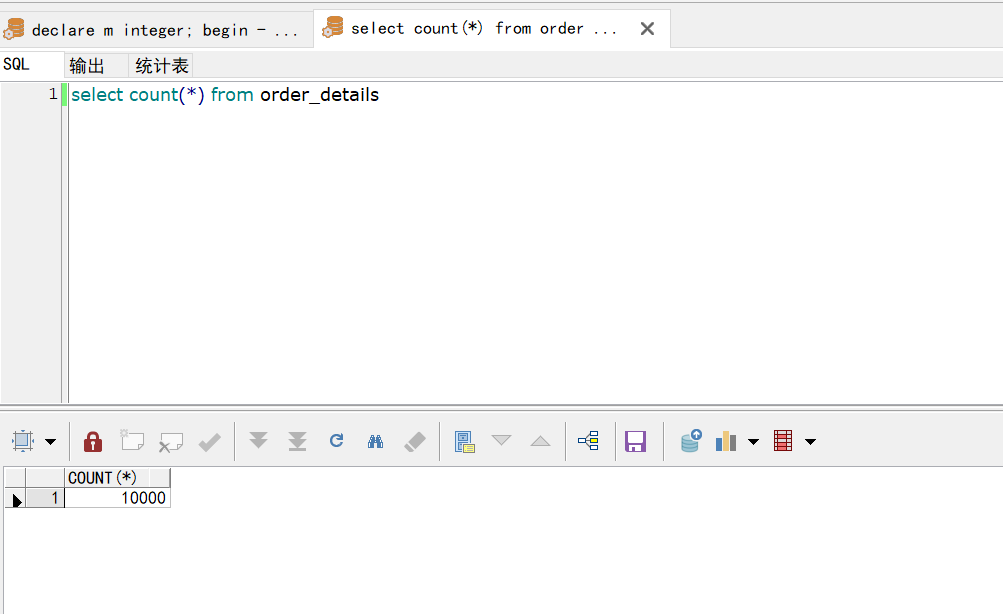 declare m integer; begin - ... select count(*) from order ...
SQL 输出 统计表
1 select count(*) from order_details
COUNT(*)
1 10000